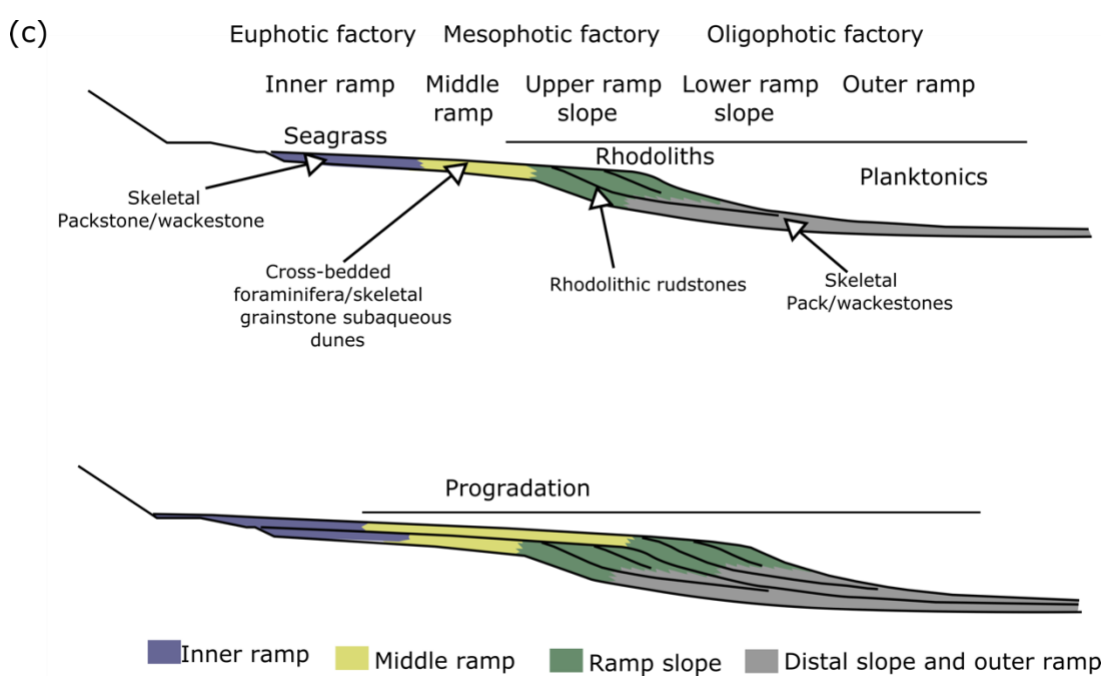 (c)
Euphotic factory Mesophotic factory Oligophotic factory
Inner ramp Middle ramp Upper ramp slope Lower ramp slope Outer ramp
Seagrass
Rhodoliths
Planktonics
Skeletal
Packstone/wackestone
Cross-bedded
foraminifera/skeletal
grainstone subaqueous
dunes
Rhodolithic rudstones
Skeletal
Pack/wackestones
Progradation
Inner ramp Middle ramp Ramp slope Distal slope and outer ramp